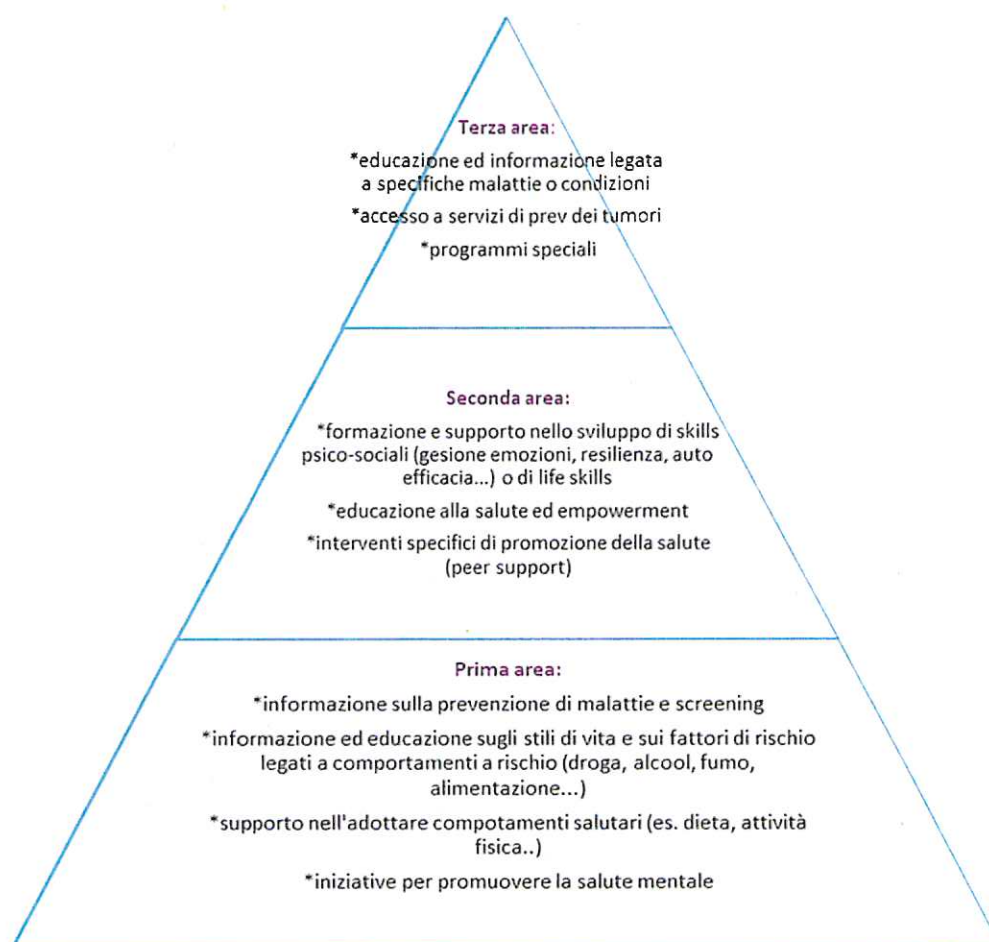 Terza area:
*educazione ed informazione legata
a specifiche malattie o condizioni
*accesso a servizi di prev dei tumori
*programmi speciali
Seconda area:
*formazione e supporto nello sviluppo di skills
psico-sociali (gesione emozioni, resilienza, auto
efficacia...) o di life skills
*educazione alla salute ed empowerment
*interventi specifici di promozione della salute
(peer support)
Prima area:
*informazione sulla prevenzione di malattie e screening
*informazione ed educazione sugli stili di vita e sui fattori di rischio
legati a comportamenti a rischio (droga, alcool, fumo,
alimentazione...)
*supporto nell'adottare compotamenti salutari (es. dieta, attività
fisica..)
*iniziative per promuovere la salute mentale